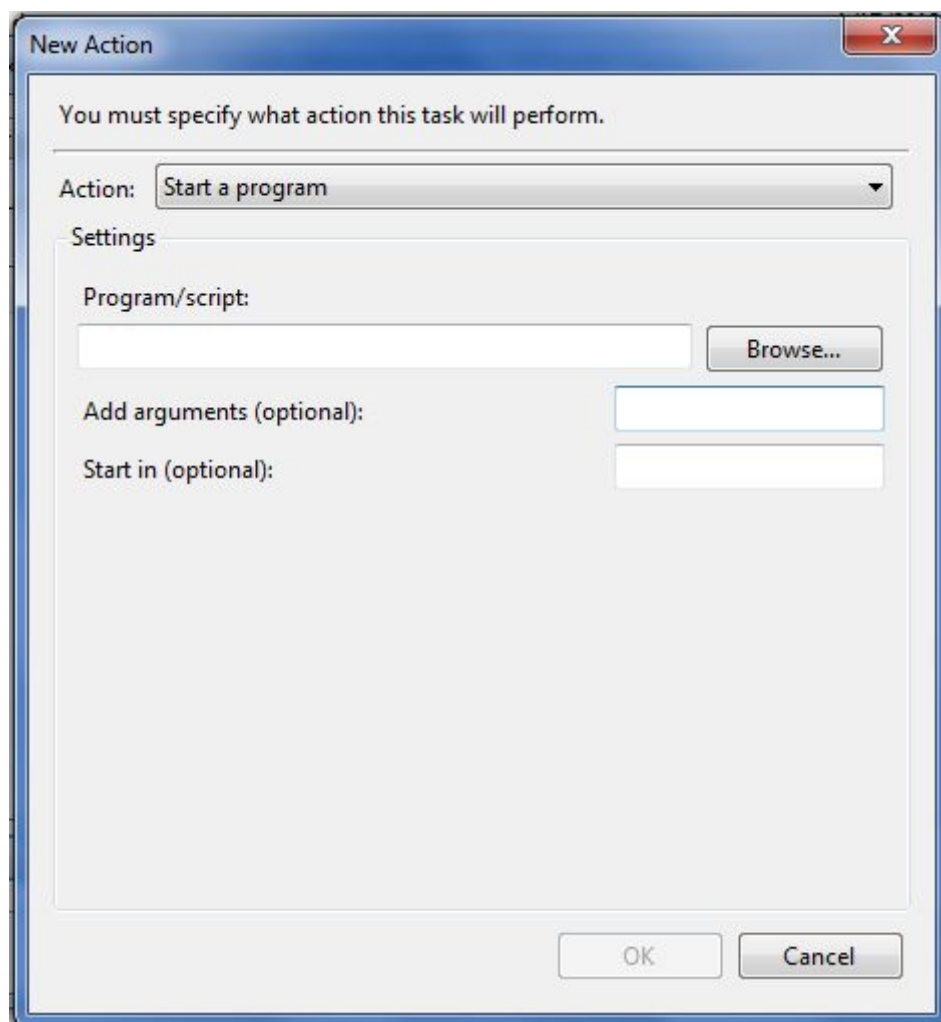 New Action
You must specify what action this task will perform.
Action: Start a program
Settings
Program/script:
Browse...
Add arguments (optional):
Start in (optional):
OK Cancel